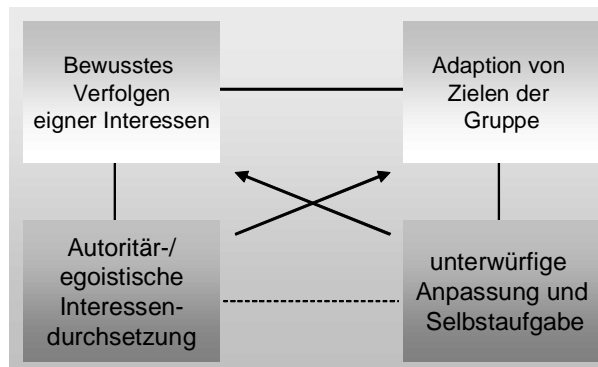 Bewusstes
Verfolgen
eigner Interessen
Adaption von
Zielen der
Gruppe
Autoritär-/
egoistische
Interessen-
durchsetzung
unterwürfige
Anpassung und
Selbstaufgabe